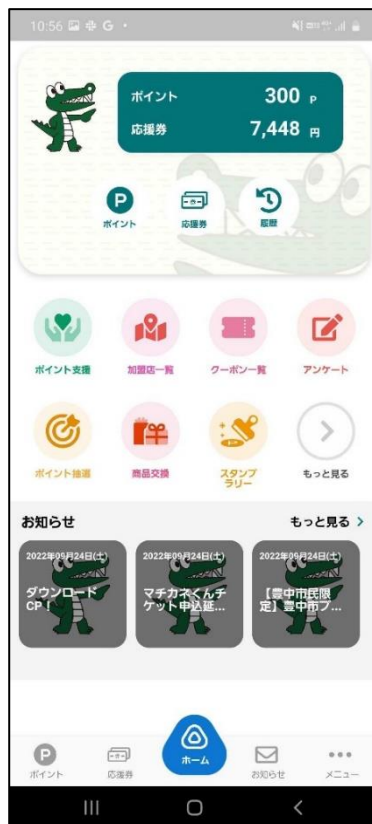 10:56 G
ポイント 300 P
応援券 7,448 円
P
ポイント 応援券 履歴
ポイント支援 加盟店一覧 クーポン一覧 アンケート
ポイント抽選 商品交換 スタンプ
ラリー もっと見る
お知らせ もっと見る >
2022年09月24日(土) 2022年09月24日(土) 2022年09月24日(土)
ダウンロード
CP！
マチカネくんチ
ケット申込延...
【豊中市民限
定】豊中市プ...
P
ポイント 応援券 ホーム お知らせ メニュー